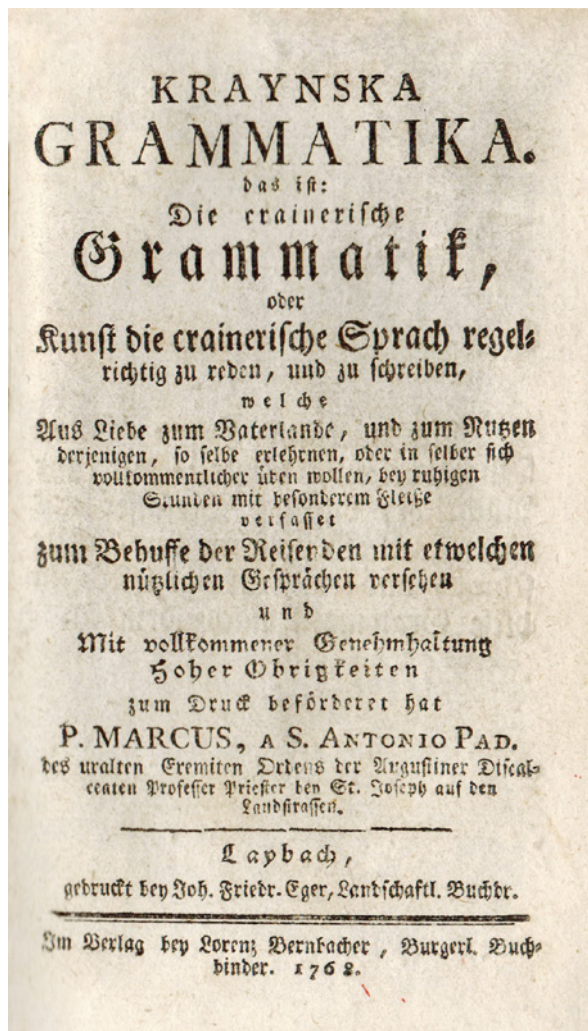 KRAYNSKA
GRAMMATIKA.
das ist:
Die crainerische
Grammatik,
oder
Kunst die crainerische Sprach regel-
richtig zu reden, und zu schreiben,
welche
Aus Liebe zum Vaterlande, und zum Nutzen
derjenigen, so selbe erlehrnen, oder in selber sich
vollkommentlicher üben wollen, bey ruhigen
Stunden mit besonderem Fleiße
verfasset
zum Behuffe der Reisenden mit etwelchen
nützlichen Gesprächen versehen
und
Mit vollkommener Genehmhaltung
Hoher Obrigkeiten
zum Druck beförderet hat
P. MARCUS, A S. ANTONIO PAD.
des uralten Eremiten Ordens der Augustiner Discal-
ceaten Professer Priester bey St. Joseph auf den
Landstrassen.
Laybach,
gedruckt bey Joh. Friedr. Eger, Landschaftl. Buchdr.
Im Verlag bey Lorenz Bernbacher, Burgerl. Buch-
binder. 1768.